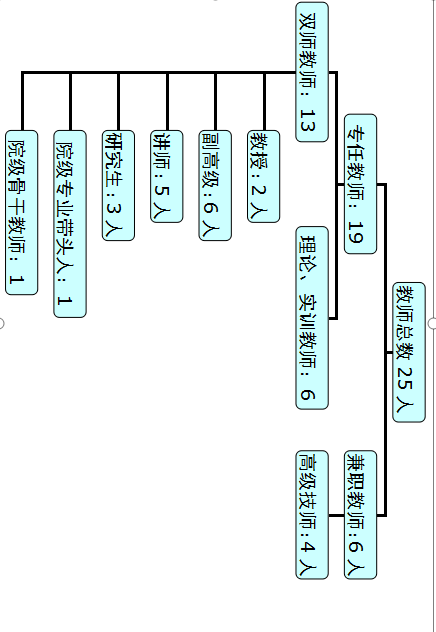 教师总数 25 人
专任教师： 19
兼职教师:6 人
双师教师： 13
理论、实训教师: 6
高级技师:4 人
教授: 2 人
副高级:6 人
讲师: 5 人
研究生: 3 人
院级专业带头人: 1
院级骨干教师: 1